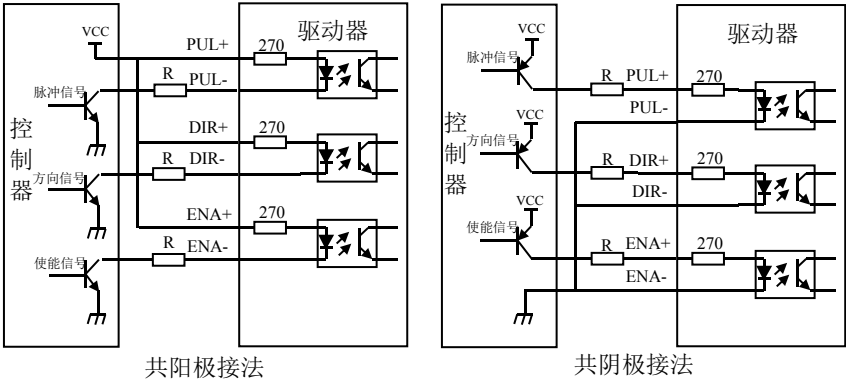 VCC
驱动器
PUL+
270
R
PUL-
脉冲信号
DIR+
270
控制器
R
DIR-
方向信号
ENA+
270
R
ENA-
使能信号
共阳极接法
VCC
驱动器
脉冲信号
R
PUL+
270
PUL-
VCC
控制器
方向信号
R
DIR+
270
DIR-
VCC
使能信号
R
ENA+
270
ENA-
共阴极接法